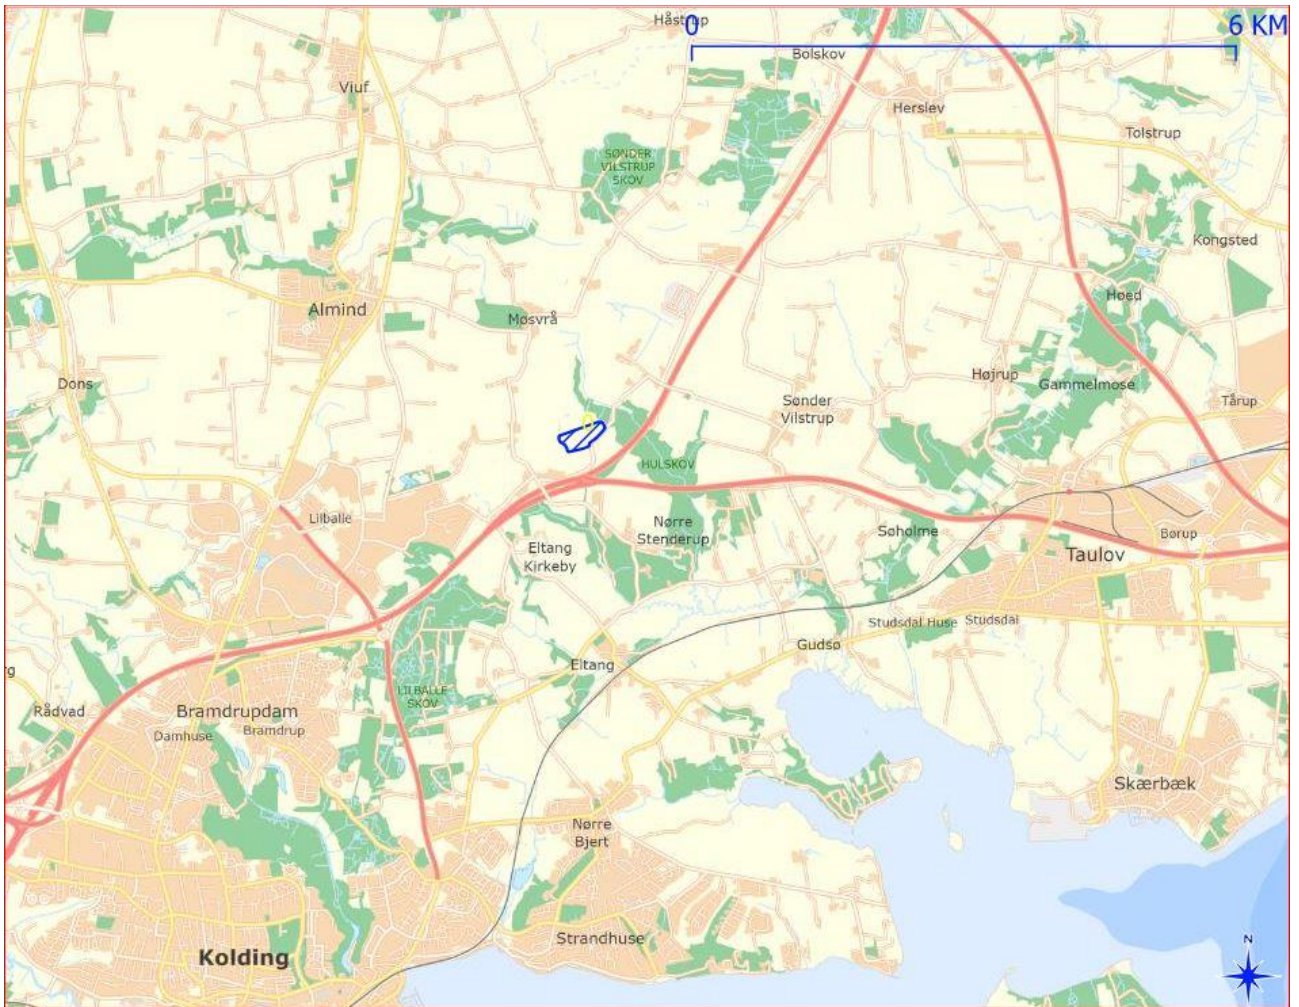 Håstrup
0
6 KM
Bolskov
Viuf
Herslev
Tolstrup
SØNDER
VILSTRUP
SKOV
Kongsted
Høed
Almind
Møsvrå
Dons
Højrup
Gammelmose
Sønder
Vilstrup
Tårup
HULSKOV
Lilballe
Nørre
Stenderup
Søholme
Børup
Eltang
Kirkeby
Taulov
Studsdal Huse
Studsdal
Gudsø
Eltang
LILBALLE
SKOV
Rådvad
Bramdrupdam
Damhuse
Bramdrup
Skærbæk
Nørre
Bjert
Strandhuse
Kolding
N